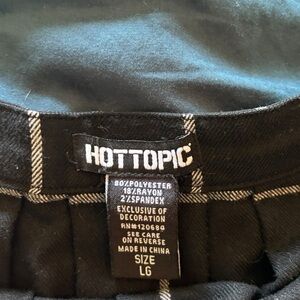 HOTTOPIC
80%POLYESTER
18%RAYON
2%SPANDEX
EXCLUSIVE OF
DECORATION
RN#120684
SEE CARE
ON REVERSE
MADE IN CHINA
SIZE
LG